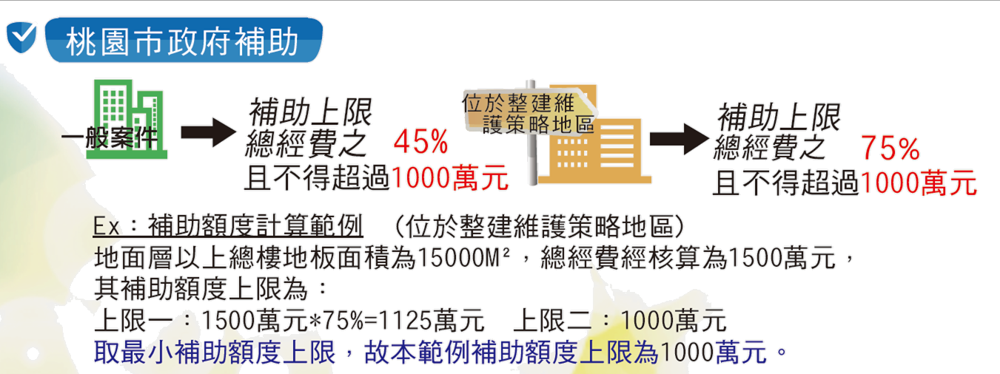 桃園市政府補助
一般案件
補助上限
總經費之 45%
且不得超過1000萬元
位於整建維
護策略地區
補助上限
總經費之 75%
且不得超過1000萬元
Ex：補助額度計算範例 （位於整建維護策略地區）
地面層以上總樓地板面積為15000M²，總經費經核算為1500萬元，
其補助額度上限為：
上限一：1500萬元*75%=1125萬元 上限二：1000萬元
取最小補助額度上限，故本範例補助額度上限為1000萬元。